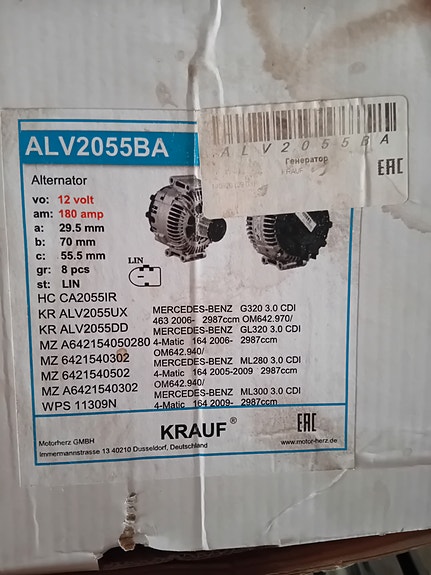 ALV2055BA
ALV2055BA
Генератор
KRAUF
EAC
Alternator
vo: 12 volt
am: 180 amp
a: 29.5 mm
b: 70 mm
c: 55.5 mm
gr: 8 pcs
st: LIN
LIN
HC CA2055IR
KR ALV2055UX
KR ALV2055DD
MZ A642154050280
MZ 6421540302
MZ 6421540502
MZ A6421540302
WPS 11309N
MERCEDES-BENZ G320 3.0 CDI
463 2006- 2987ccm OM642.970/
MERCEDES-BENZ GL320 3.0 CDI
4-Matic 164 2006- 2987ccm
OM642.940/
MERCEDES-BENZ ML280 3.0 CDI
4-Matic 164 2005-2009 2987ccm
OM642.940/
MERCEDES-BENZ ML300 3.0 CDI
4-Matic 164 2009- 2987ccm
KRAUF®
EAC
Motorherz GMBH
Immermannstrasse 13 40210 Dusseldorf, Deutschland
www.motor-herz.de